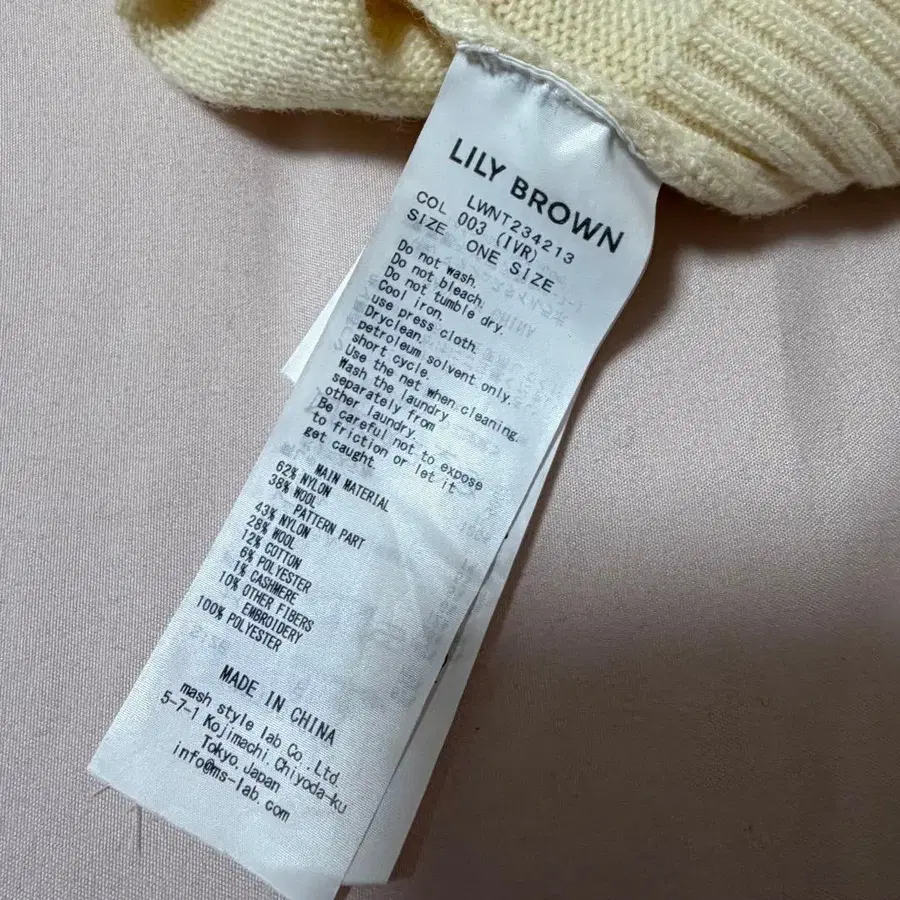 LILY BROWN
LWNT234213
COL 003 (IVR)
SIZE ONE SIZE
Do not wash.
Do not bleach.
Do not tumble dry.
Cool iron.
use press cloth.
Dryclean.
petroleum solvent only.
short cycle.
Use the net when cleaning.
Wash the laundry
separately from
other laundry.
Be careful not to expose
to friction or let it
get caught.
MAIN MATERIAL
62% NYLON
38% WOOL
PATTERN PART
43% NYLON
28% WOOL
12% COTTON
6% POLYESTER
1% CASHMERE
10% OTHER FIBERS
EMBROIDERY
100% POLYESTER
MADE IN CHINA
mash style lab Co.,Ltd.
5-7-1 Kojimachi.Chiyoda-ku
Tokyo.Japan
info@ms-lab.com